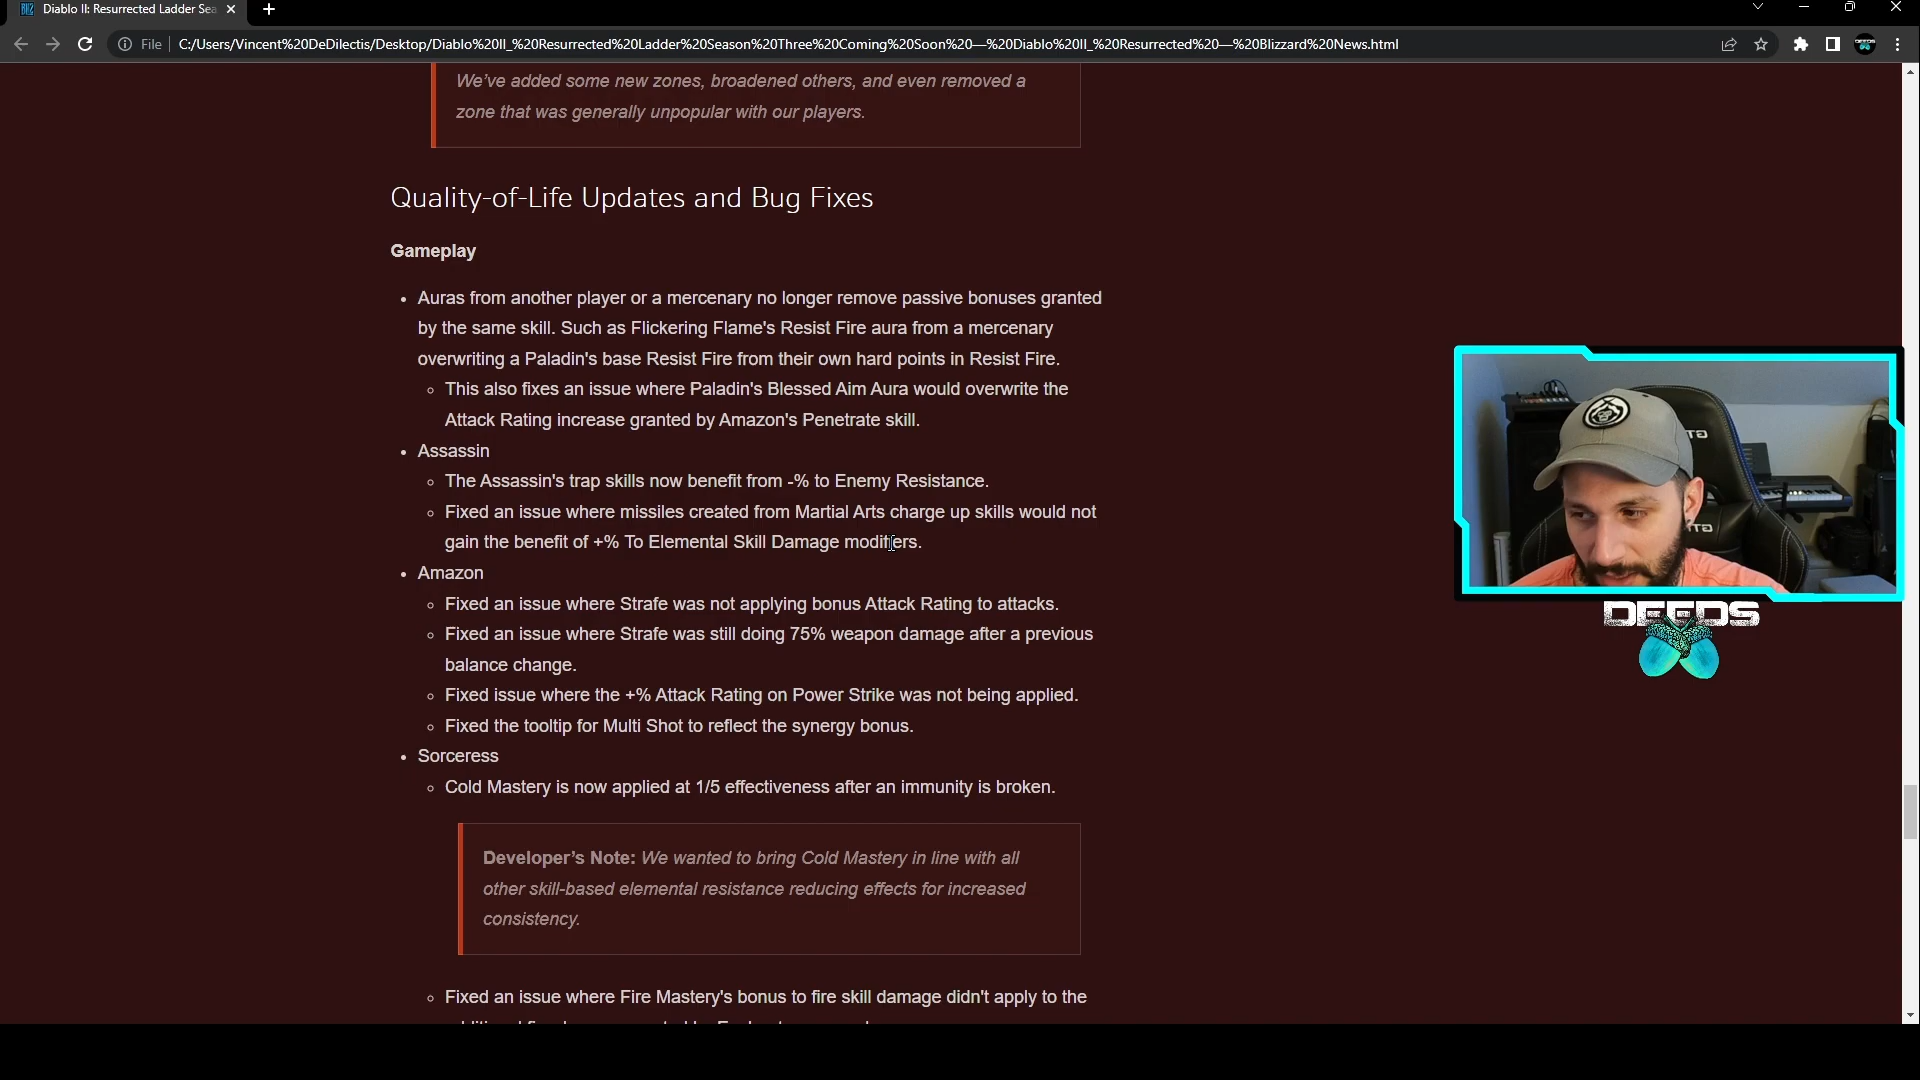 Diablo II: Resurrected Ladder Sea
File C:/Users/Vincent%20DeDilectis/Desktop/Diablo%20II_%20Resurrected%20Ladder%20Season%20Three%20Coming%20Soon%20—%20Diablo%20II_%20Resurrected%20—%20Blizzard%20News.html
We’ve added some new zones, broadened others, and even removed a
zone that was generally unpopular with our players.
Quality-of-Life Updates and Bug Fixes
Gameplay
Auras from another player or a mercenary no longer remove passive bonuses granted
by the same skill. Such as Flickering Flame's Resist Fire aura from a mercenary
overwriting a Paladin's base Resist Fire from their own hard points in Resist Fire.
This also fixes an issue where Paladin's Blessed Aim Aura would overwrite the
Attack Rating increase granted by Amazon's Penetrate skill.
Assassin
The Assassin's trap skills now benefit from -% to Enemy Resistance.
Fixed an issue where missiles created from Martial Arts charge up skills would not
gain the benefit of +% To Elemental Skill Damage modifiers.
Amazon
Fixed an issue where Strafe was not applying bonus Attack Rating to attacks.
Fixed an issue where Strafe was still doing 75% weapon damage after a previous
balance change.
Fixed issue where the +% Attack Rating on Power Strike was not being applied.
Fixed the tooltip for Multi Shot to reflect the synergy bonus.
Sorceress
Cold Mastery is now applied at 1/5 effectiveness after an immunity is broken.
Developer’s Note: We wanted to bring Cold Mastery in line with all
other skill-based elemental resistance reducing effects for increased
consistency.
Fixed an issue where Fire Mastery's bonus to fire skill damage didn't apply to the
DEEDS